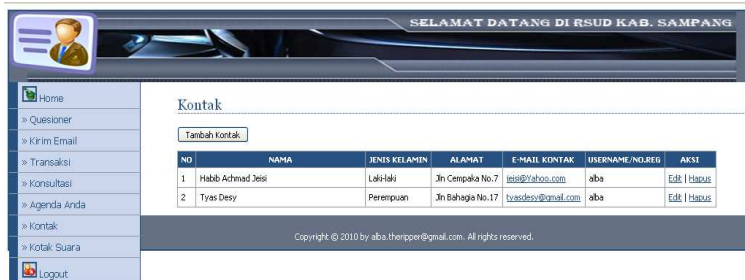 SELAMAT DATANG DI RSUD KAB. SAMPANG
Home
» Quesioner
» Kirim Email
» Transaksi
» Konsultasi
» Agenda Anda
» Kontak
» Kotak Suara
Logout
Kontak
Tambah Kontak
NO NAMA JENIS KELAMIN ALAMAT E-MAIL KONTAK USERNAME/NO.REG AKSI
1 Habib Achmad Jeisi Laki-laki Jln Cempaka No.7 jeisi@Yahoo.com alba Edit | Hapus
2 Tyas Desy Perempuan Jln Bahagia No.17 tyasdesy@gmail.com alba Edit | Hapus
Copyright © 2010 by alba.theripper@gmail.com. All rights reserved.